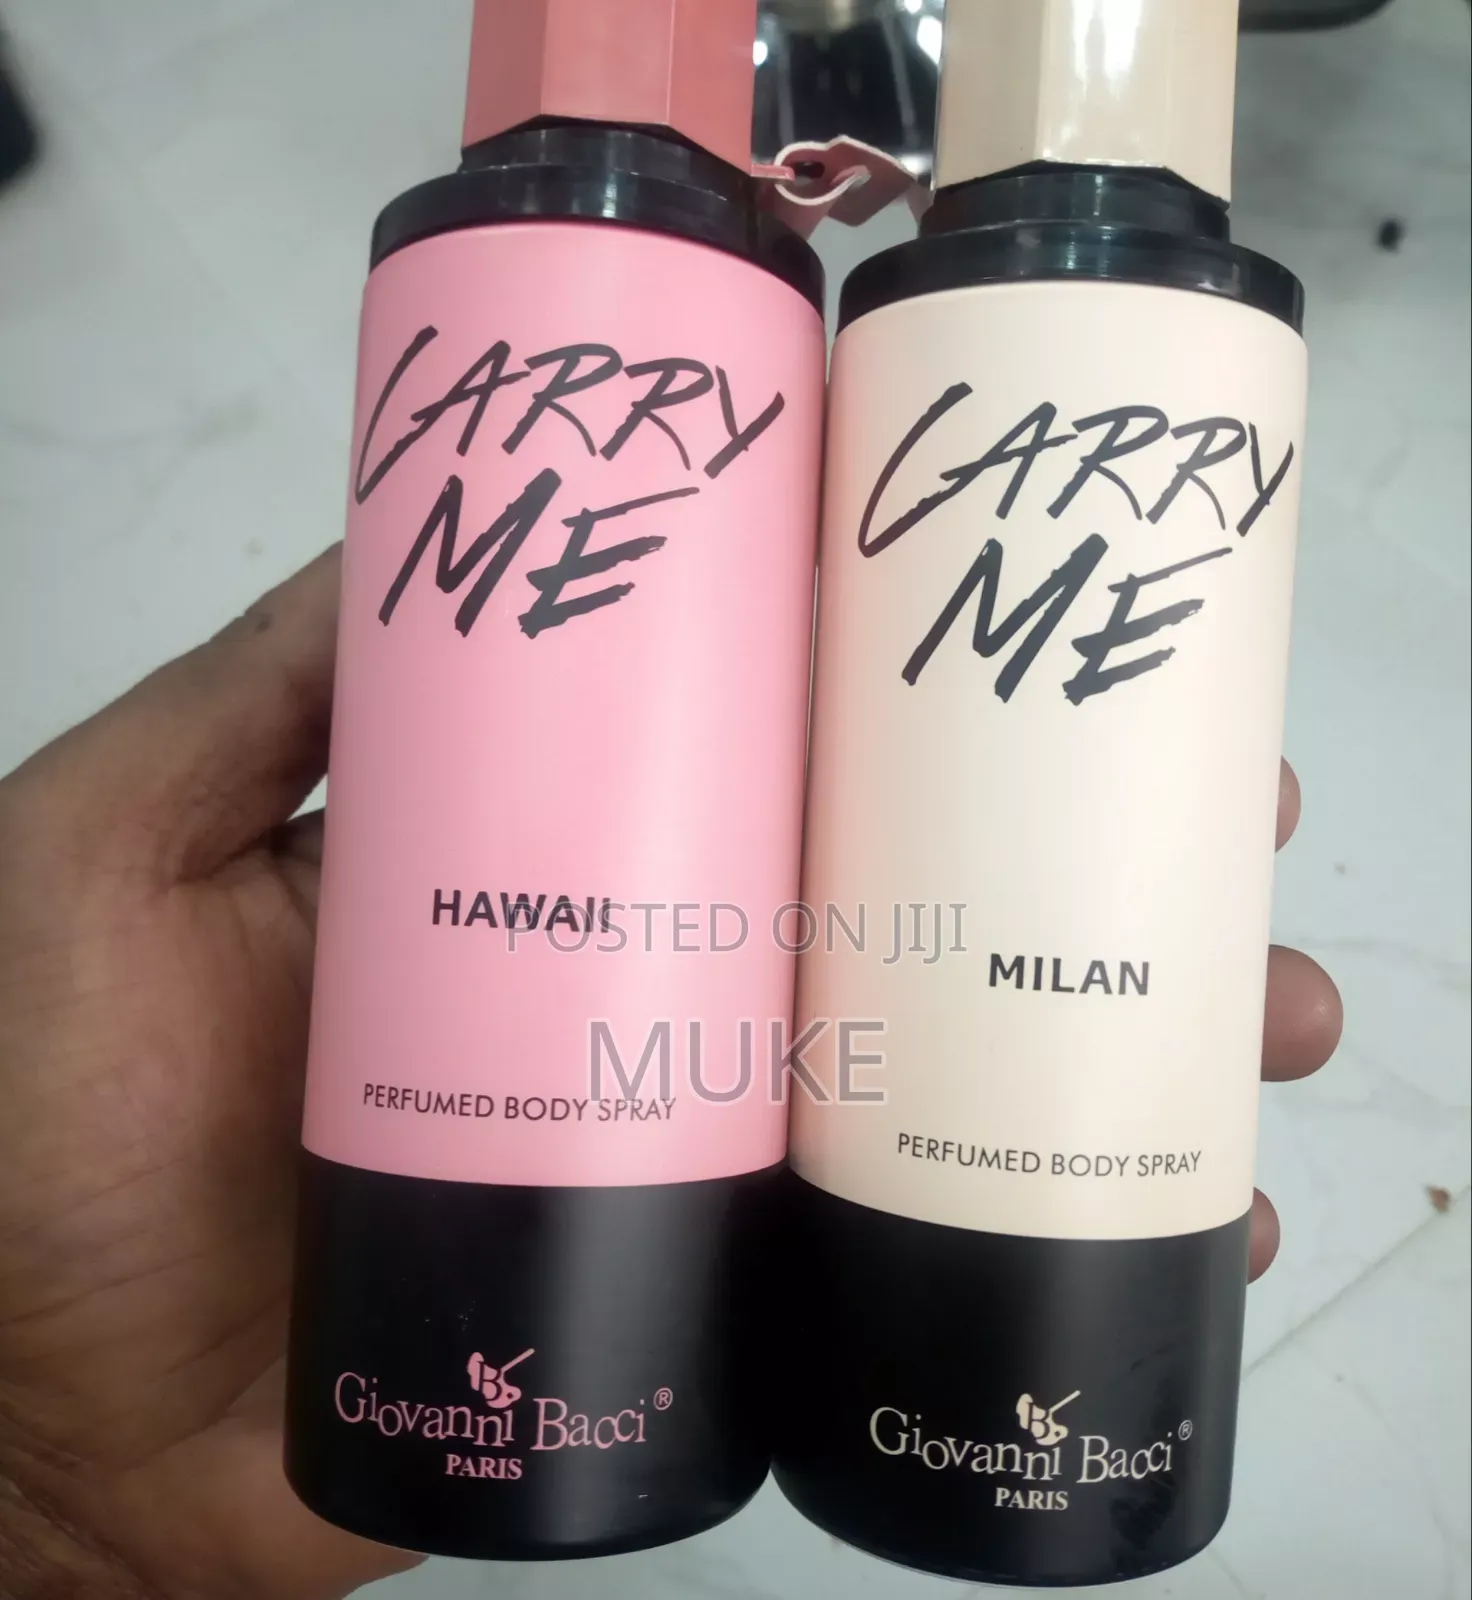 CARRY
ME
HAWAII
PERFUMED BODY SPRAY
B
Giovanni Bacci®
PARIS
CARRY
ME
MILAN
PERFUMED BODY SPRAY
B
Giovanni Bacci®
PARIS
POSTED ON JIJI
MUKE